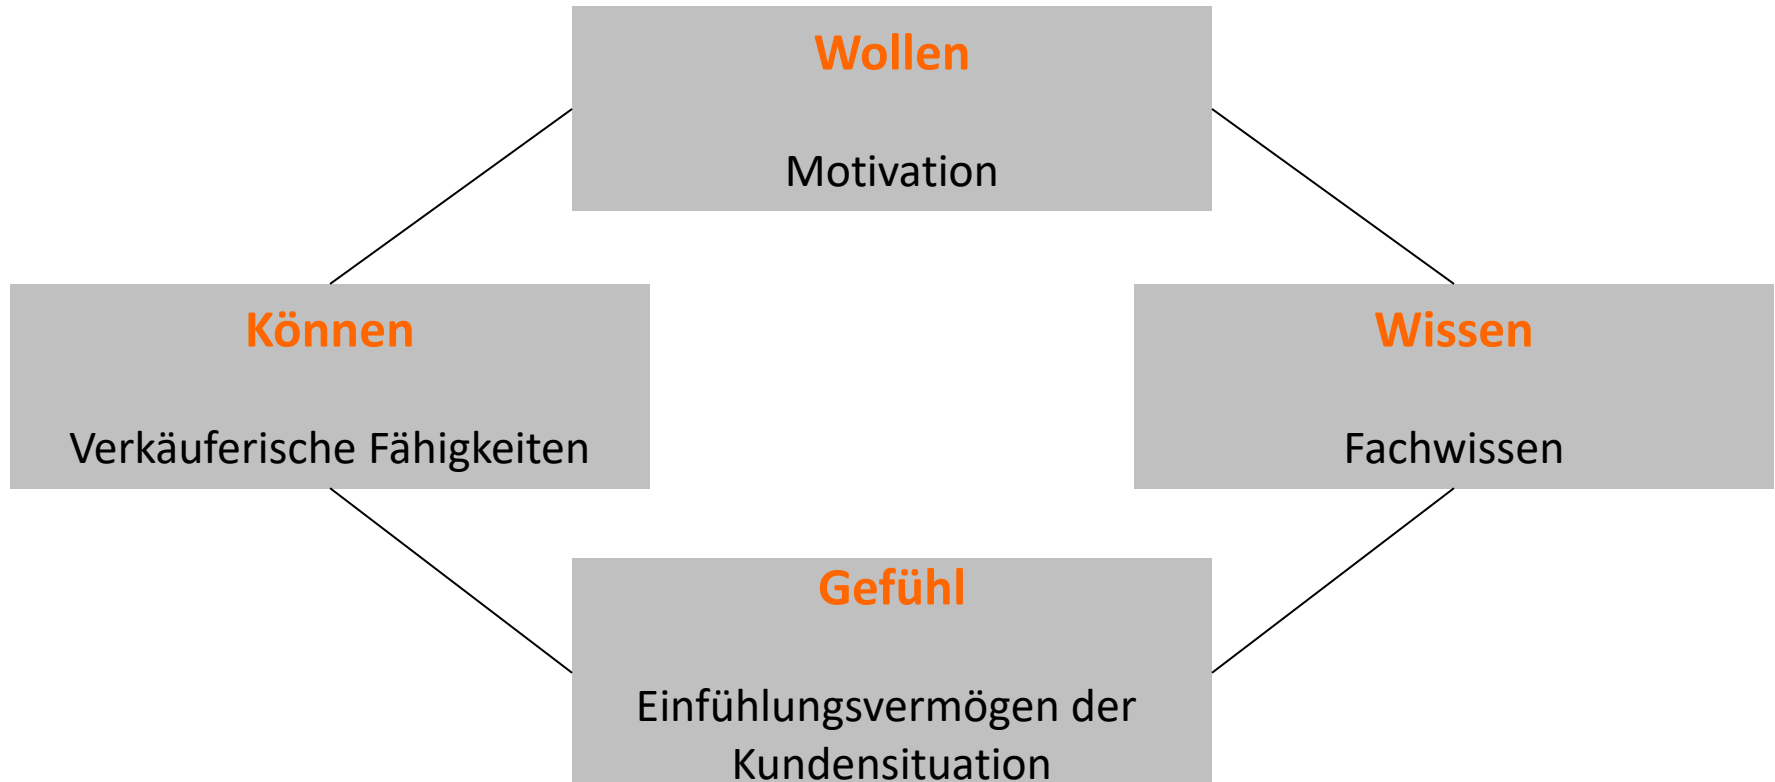 Wollen
Motivation
Können
Verkäuferische Fähigkeiten
Wissen
Fachwissen
Gefühl
Einfühlungsvermögen der
Kundensituation